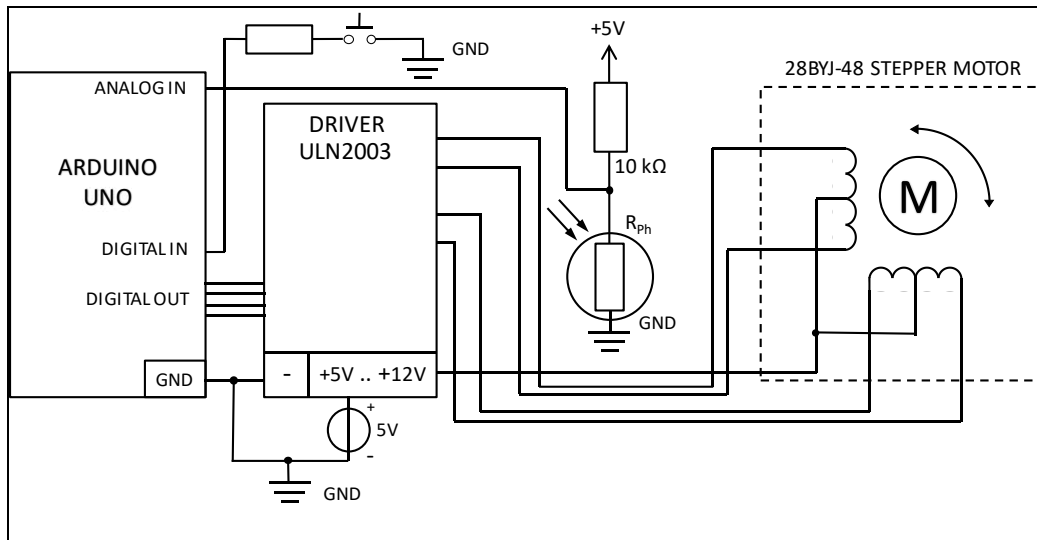 GND
+5V
28BYJ-48 STEPPER MOTOR
ANALOG IN
DRIVER
ULN2003
10 kΩ
ARDUINO
UNO
M
R_Ph
DIGITAL IN
DIGITAL OUT
GND
GND
-
+5V .. +12V
+
5V
-
GND